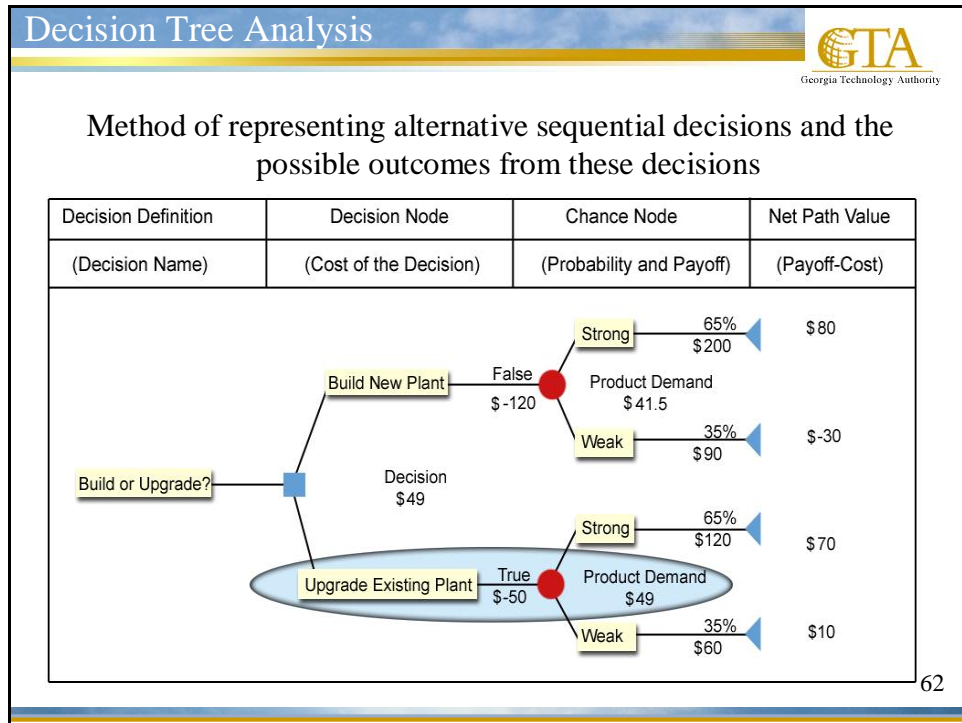 Decision Tree Analysis
GTA
Georgia Technology Authority
Method of representing alternative sequential decisions and the
possible outcomes from these decisions
Decision Definition
Decision Node
Chance Node
Net Path Value
(Decision Name)
(Cost of the Decision)
(Probability and Payoff)
(Payoff-Cost)
Strong
65%
$200
$80
Build New Plant
False
$-120
Product Demand
$41.5
Weak
35%
$90
$-30
Build or Upgrade?
Decision
$49
Strong
65%
$120
$70
Upgrade Existing Plant
True
$-50
Product Demand
$49
Weak
35%
$60
$10
62